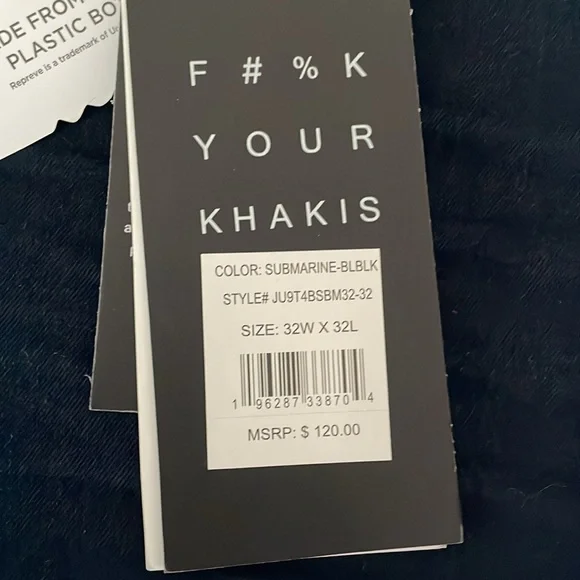 DE FROM
PLASTIC BO
Repreve is a trademark of U
F # % K
YOUR
KHAKIS
COLOR: SUBMARINE-BLBLK
STYLE# JU9T4BSBM32-32
SIZE: 32W X 32L
1 96287 33870 4
MSRP: $ 120.00